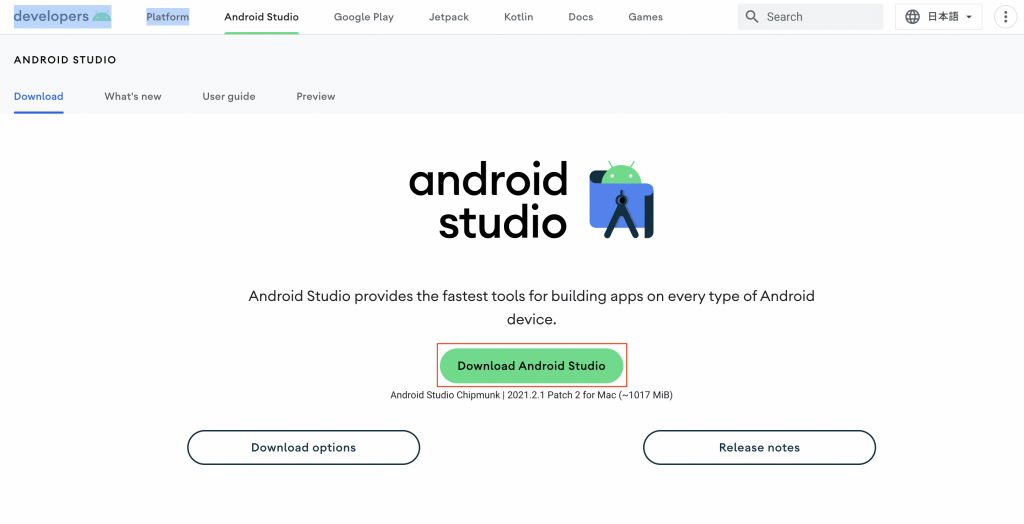 developers Platform Android Studio Google Play Jetpack Kotlin Docs Games Search 日本語
ANDROID STUDIO
Download What's new User guide Preview
android
studio
Android Studio provides the fastest tools for building apps on every type of Android
device.
Download Android Studio
Android Studio Chipmunk | 2021.2.1 Patch 2 for Mac (~1017 MiB)
Download options Release notes